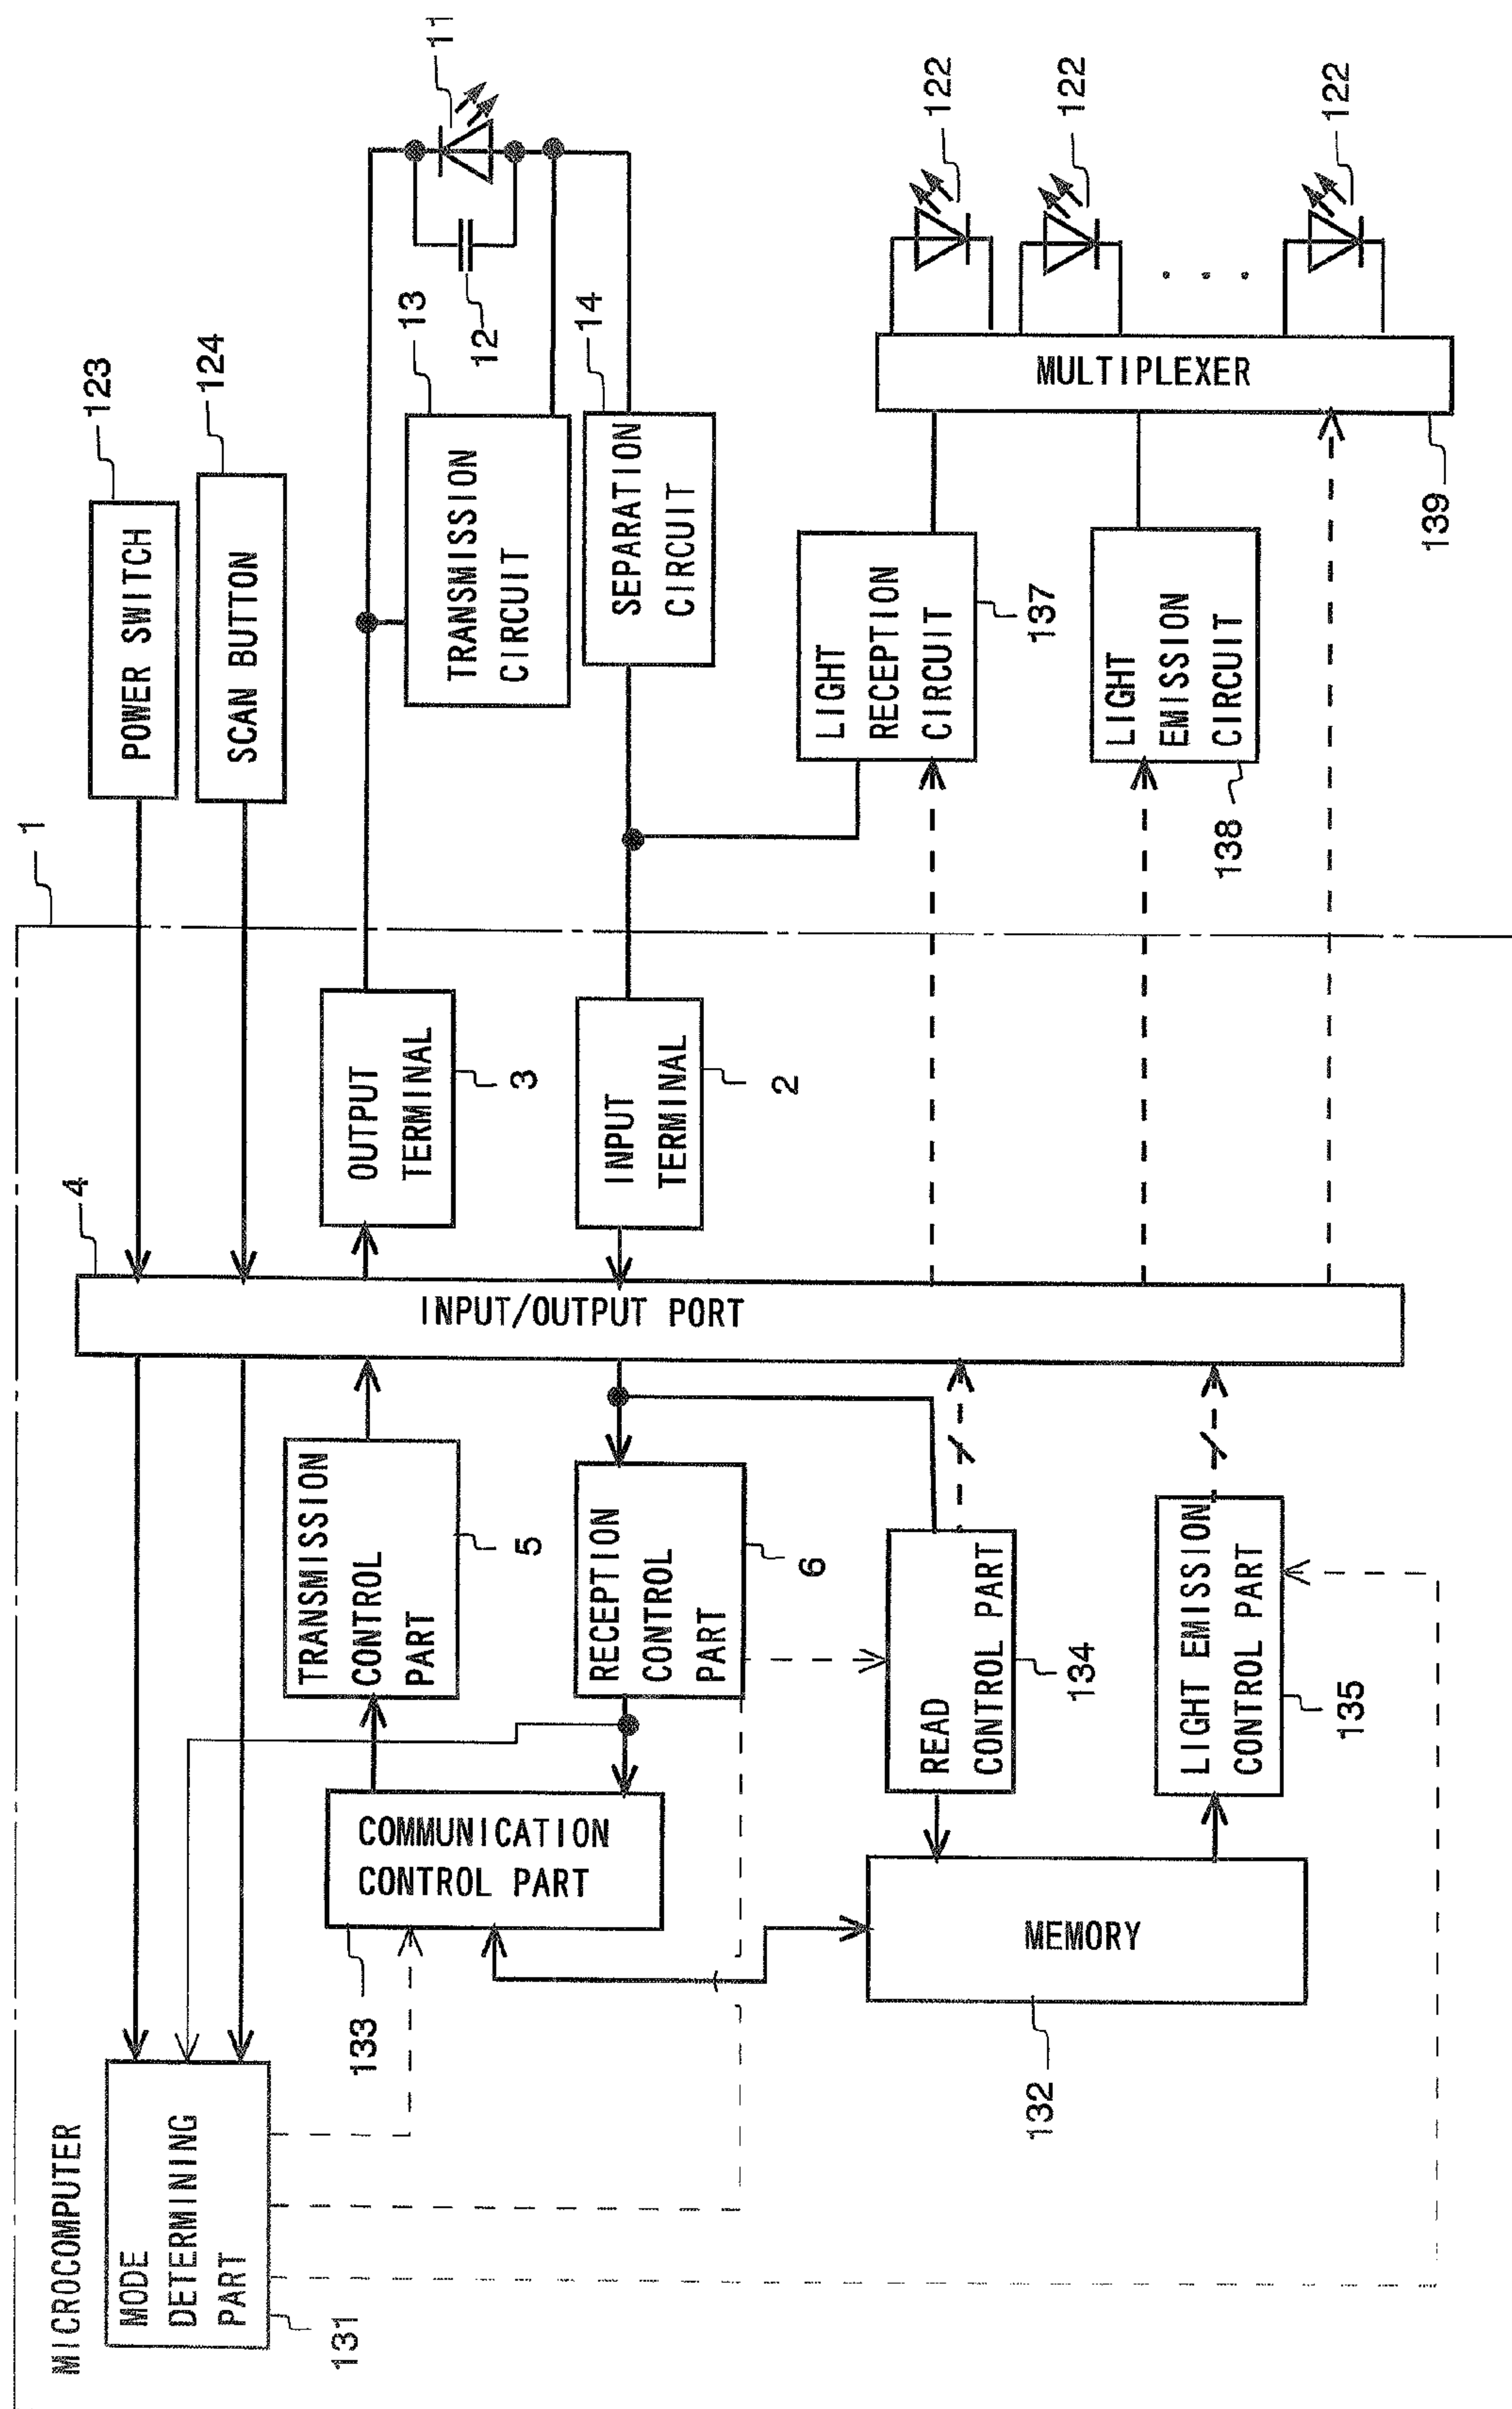 MICROCOMPUTER
1
MODE
DETERMINING
PART
131
4
POWER SWITCH
123
SCAN BUTTON
124
COMMUNICATION
CONTROL PART
133
TRANSMISSION
CONTROL
PART
5
OUTPUT
TERMINAL
3
TRANSMISSION
CIRCUIT
13
12
11
RECEPTION
CONTROL
PART
6
INPUT/OUTPUT PORT
INPUT
TERMINAL
2
SEPARATION
CIRCUIT
14
MEMORY
132
READ
CONTROL PART
134
LIGHT
RECEPTION
CIRCUIT
137
LIGHT EMISSION
CONTROL PART
135
LIGHT
EMISSION
CIRCUIT
138
MULTIPLEXER
139
122
122
. . .
122